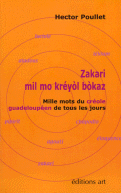 Hector Poullet
Zakari
mil mo kréyòl bòkaz
Mille mots du créole
guadeloupéen de tous les jours
éditions art